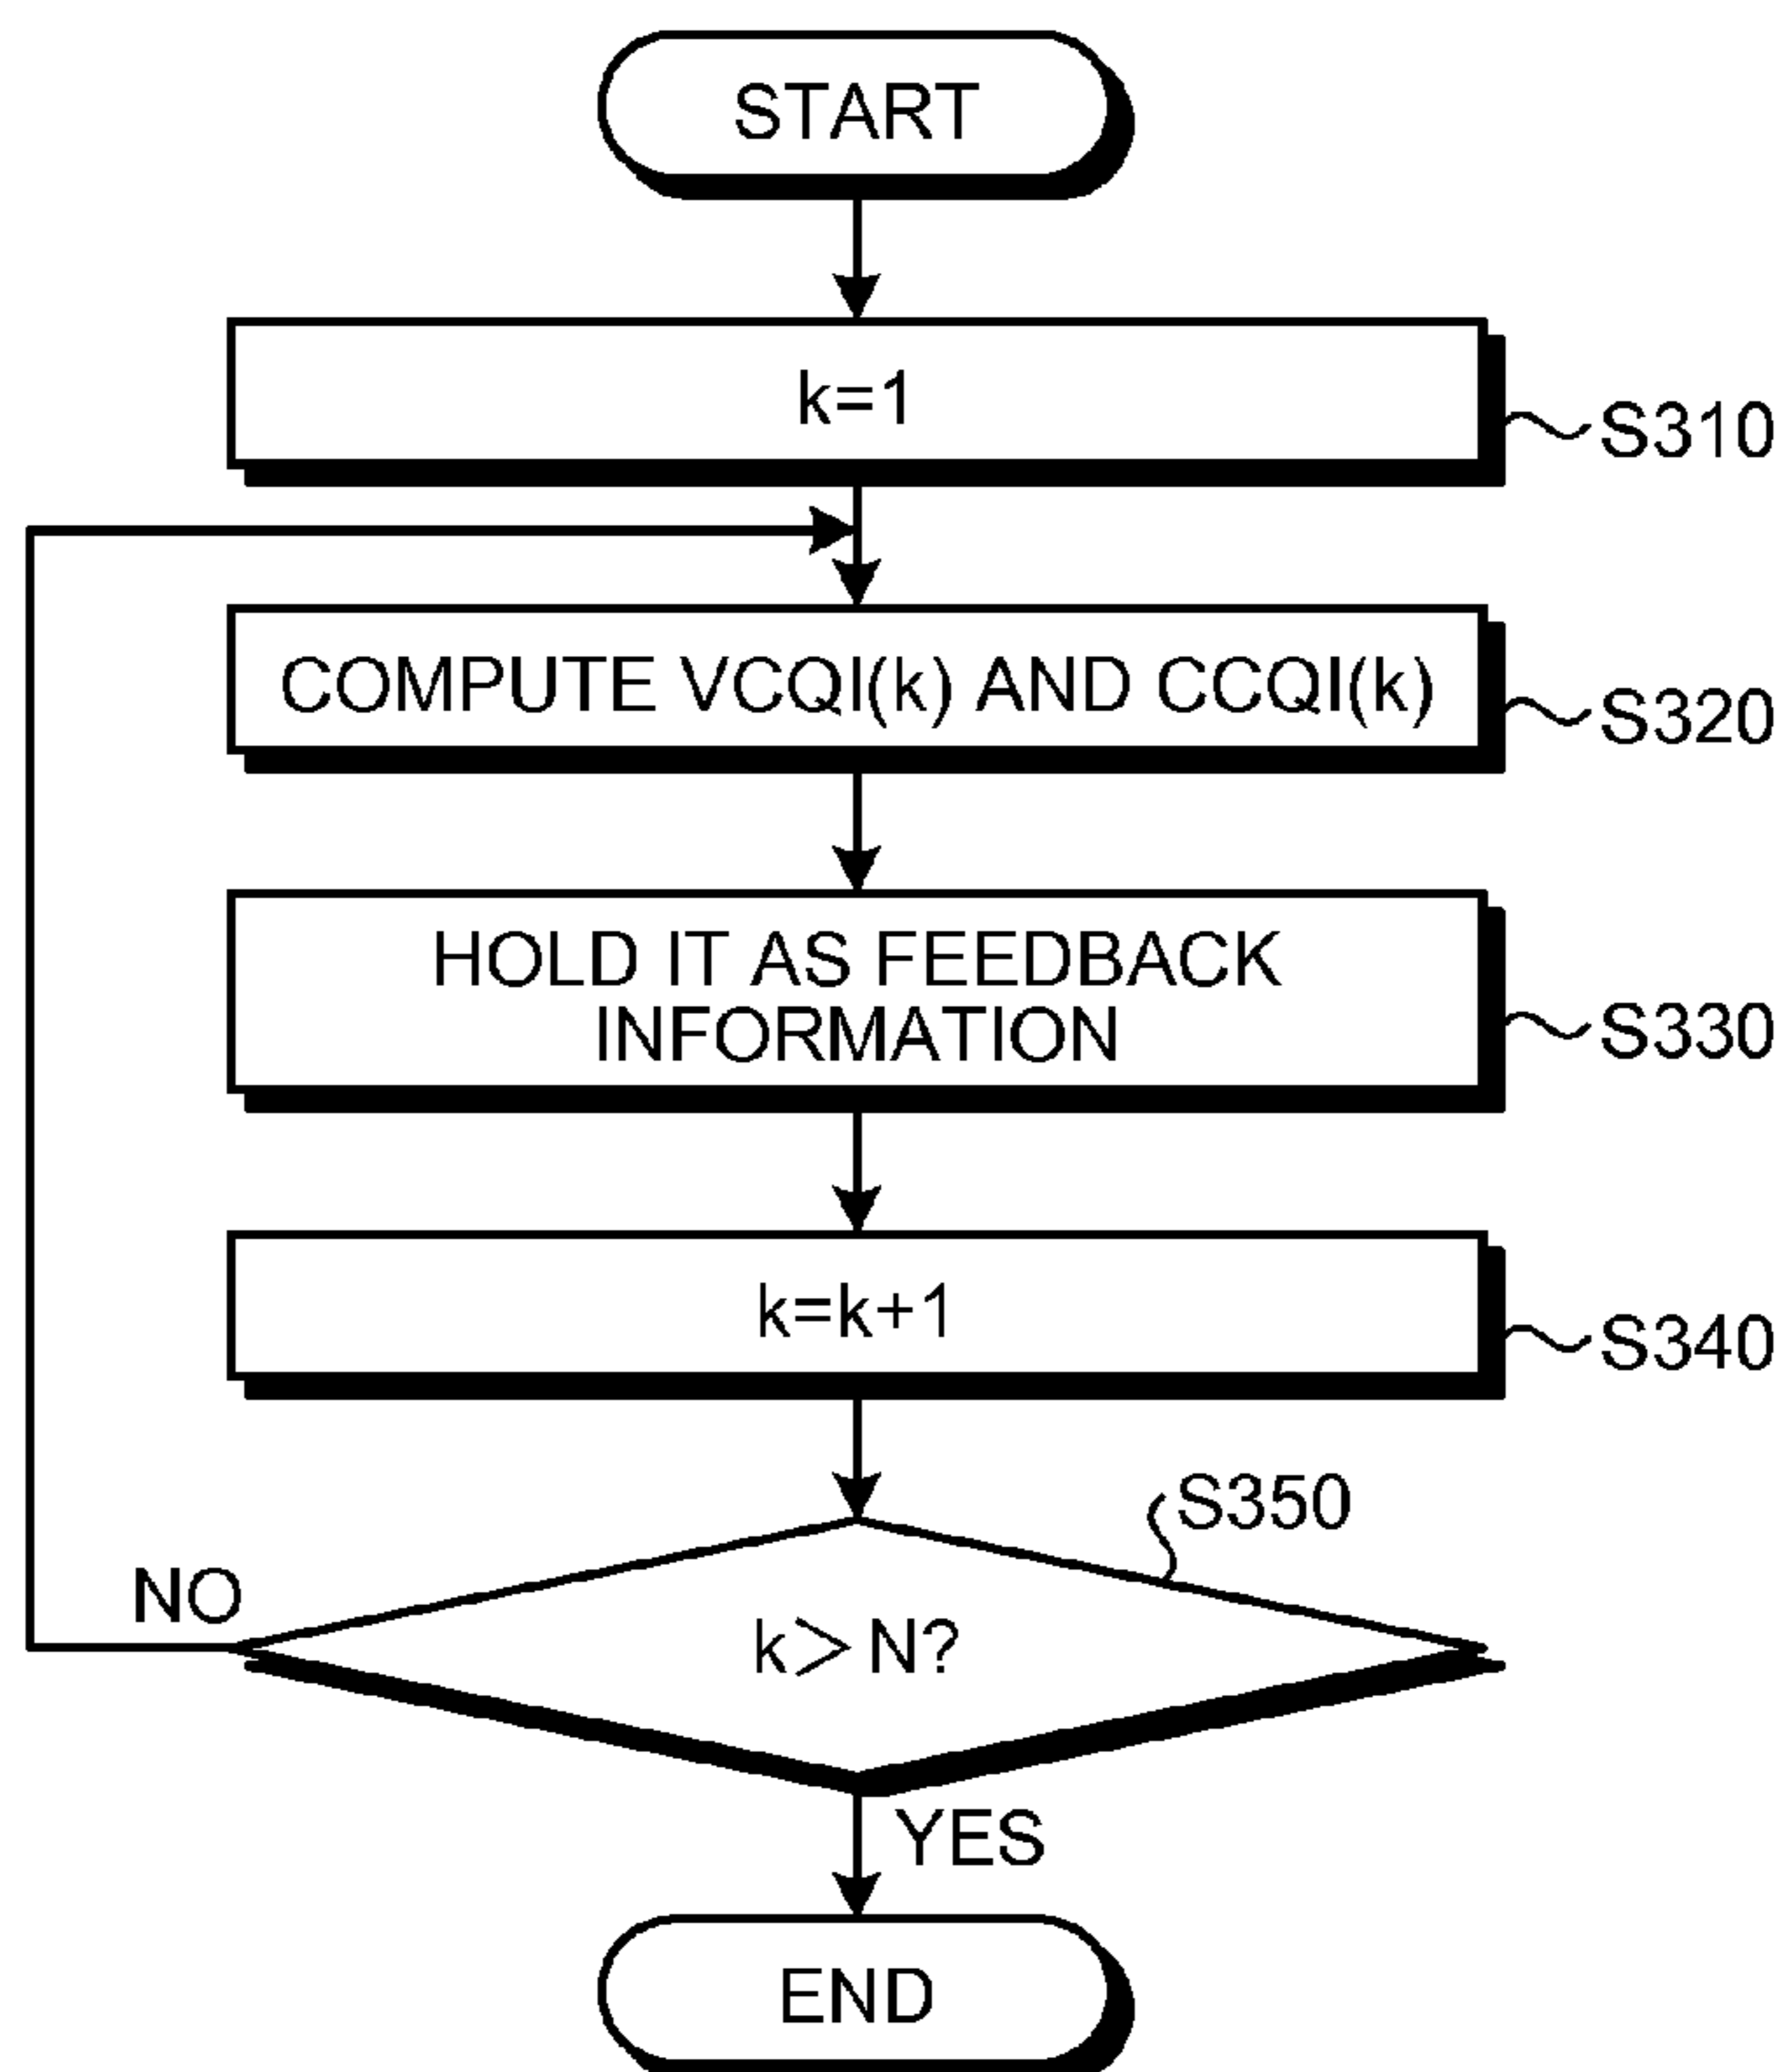 START
k=1
S310
COMPUTE VCQI(k) AND CCQI(k)
S320
HOLD IT AS FEEDBACK
INFORMATION
S330
k=k+1
S340
S350
NO
k>N?
YES
END